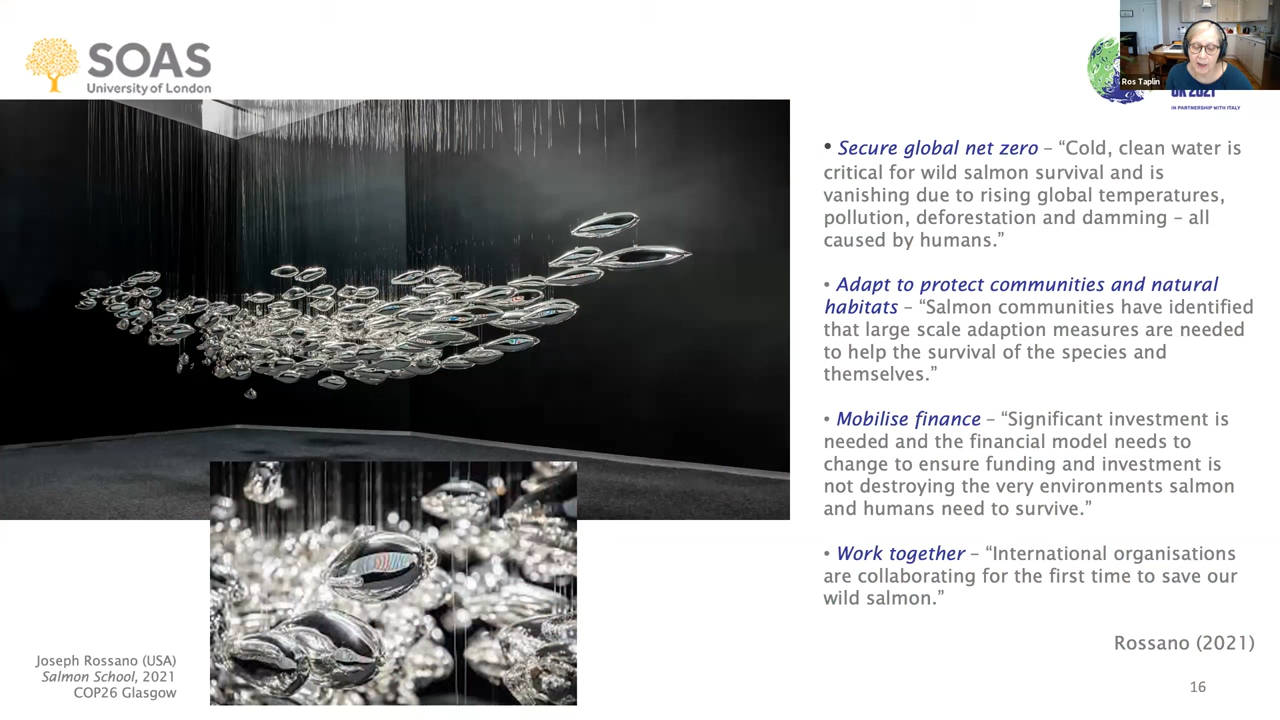 SOAS
University of London
Ros Taplin
UK 2021
IN PARTNERSHIP WITH ITALY
• Secure global net zero – “Cold, clean water is
critical for wild salmon survival and is
vanishing due to rising global temperatures,
pollution, deforestation and damming – all
caused by humans.”
• Adapt to protect communities and natural
habitats – “Salmon communities have identified
that large scale adaption measures are needed
to help the survival of the species and
themselves.”
• Mobilise finance – “Significant investment is
needed and the financial model needs to
change to ensure funding and investment is
not destroying the very environments salmon
and humans need to survive.”
• Work together – “International organisations
are collaborating for the first time to save our
wild salmon.”
Rossano (2021)
Joseph Rossano (USA)
Salmon School, 2021
COP26 Glasgow
16